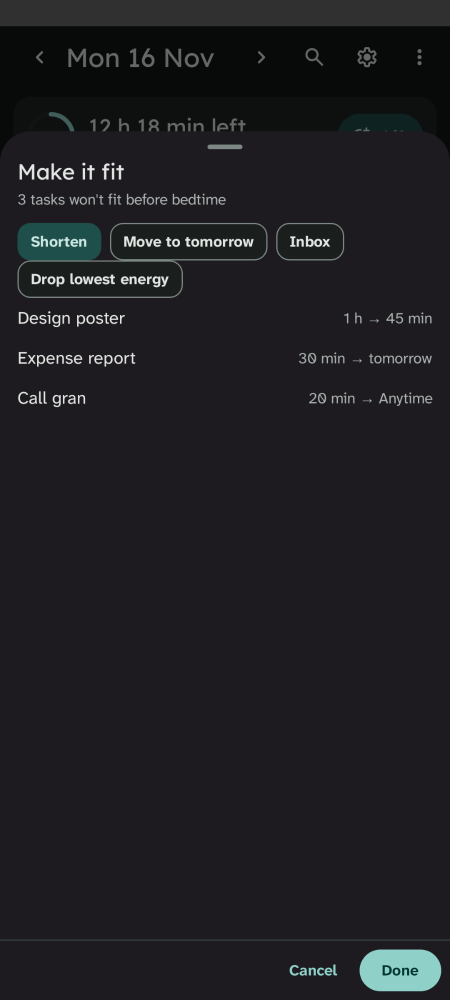 Mon 16 Nov
12 h 18 min left
Make it fit
3 tasks won't fit before bedtime
Shorten Move to tomorrow Inbox
Drop lowest energy
Design poster 1 h → 45 min
Expense report 30 min → tomorrow
Call gran 20 min → Anytime
Cancel Done